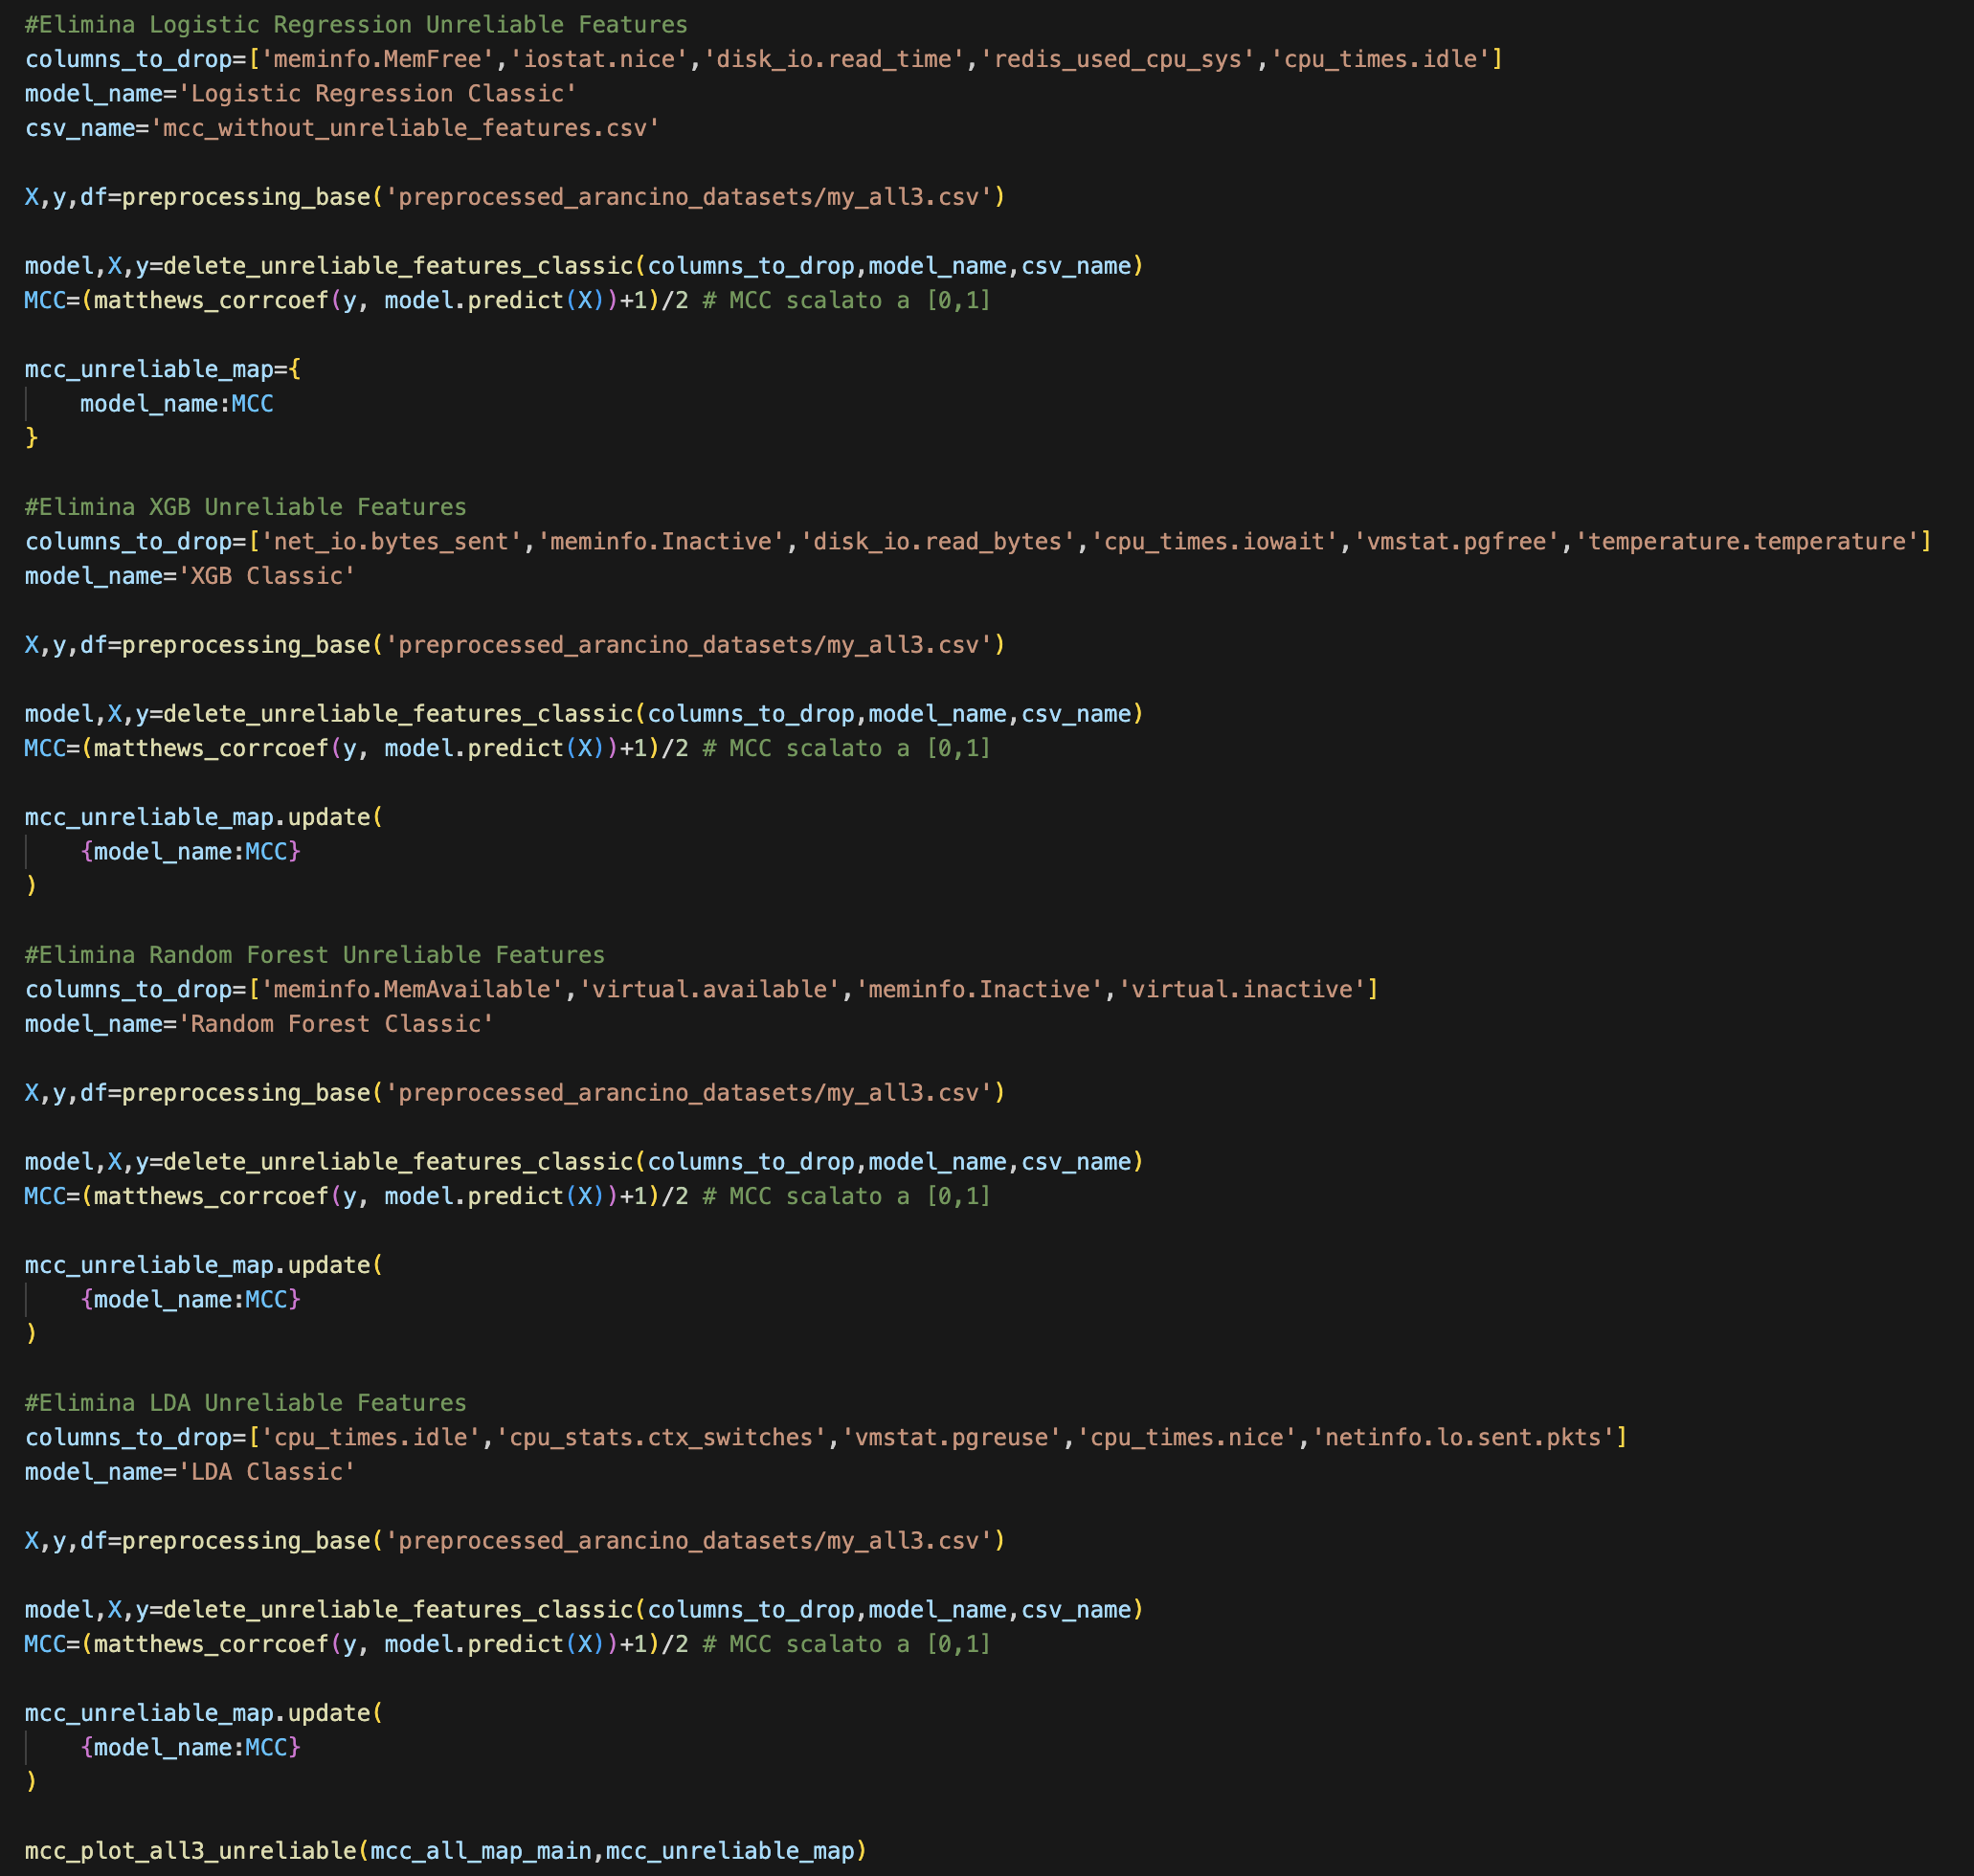 #Elimina Logistic Regression Unreliable Features
columns_to_drop=['meminfo.MemFree','iostat.nice','disk_io.read_time','redis_used_cpu_sys','cpu_times.idle']
model_name='Logistic Regression Classic'
csv_name='mcc_without_unreliable_features.csv'

X,y,df=preprocessing_base('preprocessed_arancino_datasets/my_all3.csv')

model,X,y=delete_unreliable_features_classic(columns_to_drop,model_name,csv_name)
MCC=(matthews_corrcoef(y, model.predict(X))+1)/2 # MCC scalato a [0,1]

mcc_unreliable_map={
    model_name:MCC
}

#Elimina XGB Unreliable Features
columns_to_drop=['net_io.bytes_sent','meminfo.Inactive','disk_io.read_bytes','cpu_times.iowait','vmstat.pgfree','temperature.temperature']
model_name='XGB Classic'

X,y,df=preprocessing_base('preprocessed_arancino_datasets/my_all3.csv')

model,X,y=delete_unreliable_features_classic(columns_to_drop,model_name,csv_name)
MCC=(matthews_corrcoef(y, model.predict(X))+1)/2 # MCC scalato a [0,1]

mcc_unreliable_map.update(
    {model_name:MCC}
)

#Elimina Random Forest Unreliable Features
columns_to_drop=['meminfo.MemAvailable','virtual.available','meminfo.Inactive','virtual.inactive']
model_name='Random Forest Classic'

X,y,df=preprocessing_base('preprocessed_arancino_datasets/my_all3.csv')

model,X,y=delete_unreliable_features_classic(columns_to_drop,model_name,csv_name)
MCC=(matthews_corrcoef(y, model.predict(X))+1)/2 # MCC scalato a [0,1]

mcc_unreliable_map.update(
    {model_name:MCC}
)

#Elimina LDA Unreliable Features
columns_to_drop=['cpu_times.idle','cpu_stats.ctx_switches','vmstat.pgreuse','cpu_times.nice','netinfo.lo.sent.pkts']
model_name='LDA Classic'

X,y,df=preprocessing_base('preprocessed_arancino_datasets/my_all3.csv')

model,X,y=delete_unreliable_features_classic(columns_to_drop,model_name,csv_name)
MCC=(matthews_corrcoef(y, model.predict(X))+1)/2 # MCC scalato a [0,1]

mcc_unreliable_map.update(
    {model_name:MCC}
)

mcc_plot_all3_unreliable(mcc_all_map_main,mcc_unreliable_map)